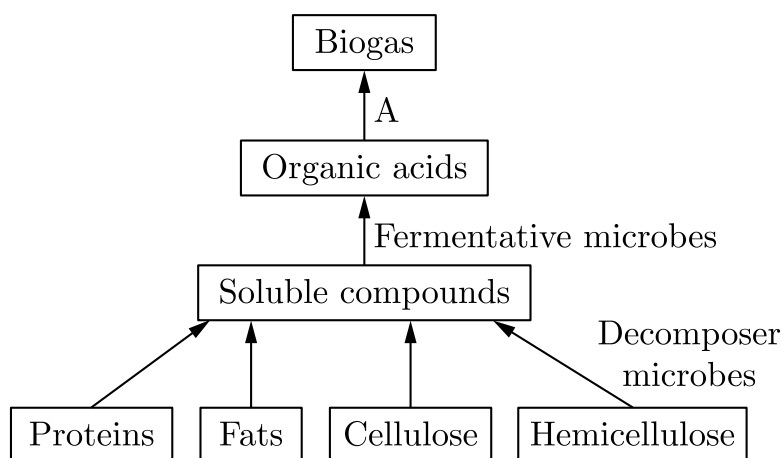 Biogas
A
Organic acids
Fermentative microbes
Soluble compounds
Decomposer
microbes
Proteins
Fats
Cellulose
Hemicellulose